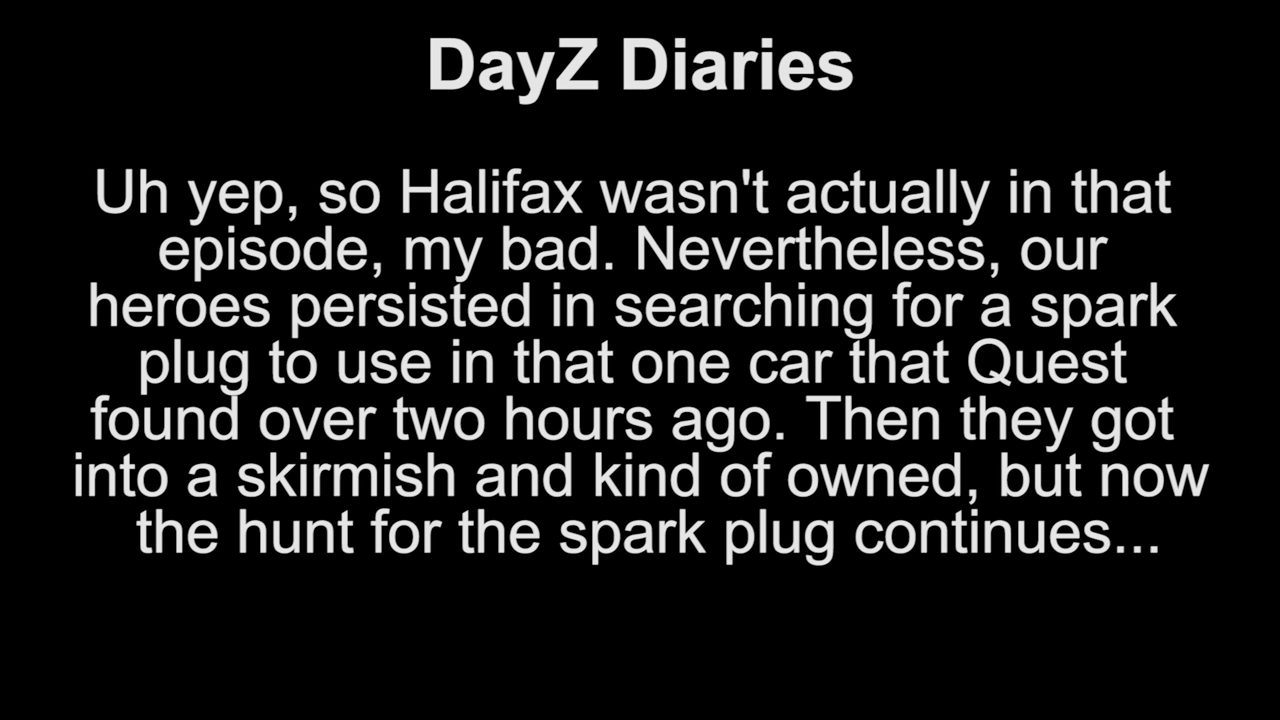 DayZ Diaries
Uh yep, so Halifax wasn't actually in that
episode, my bad. Nevertheless, our
heroes persisted in searching for a spark
plug to use in that one car that Quest
found over two hours ago. Then they got
into a skirmish and kind of owned, but now
the hunt for the spark plug continues...